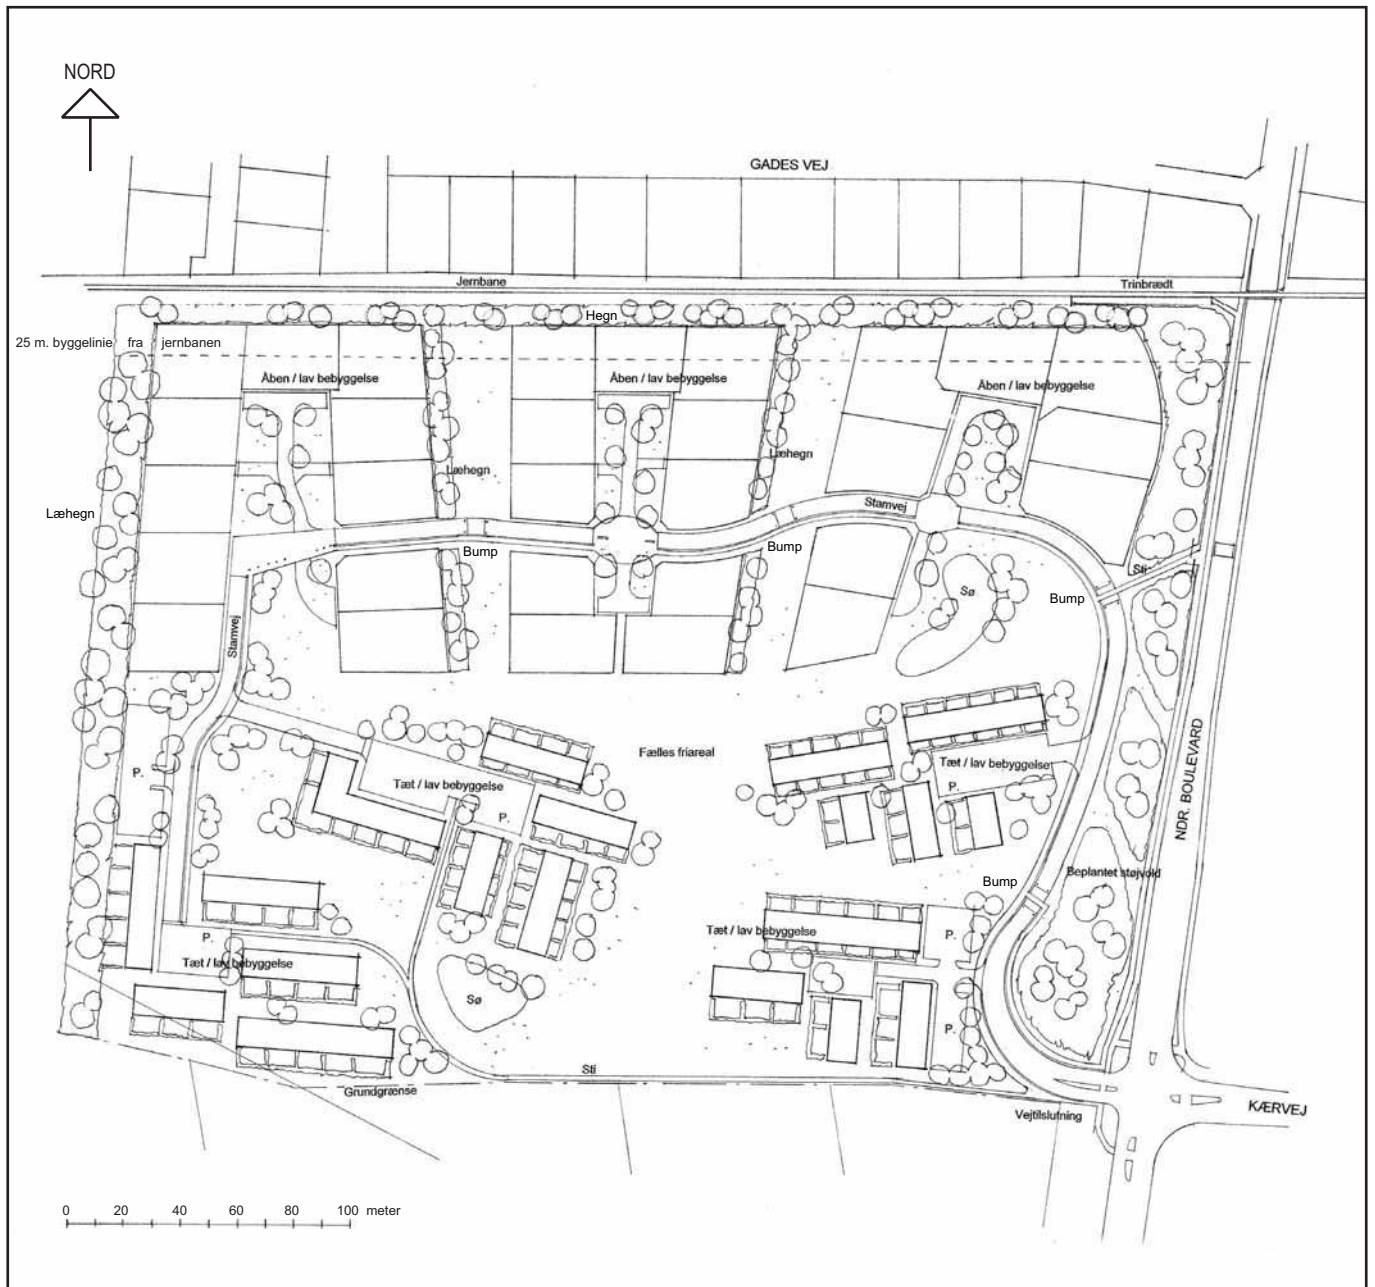 NORD
GADES VEJ
Jernbane
Trinbrædt
Hegn
25 m. byggelinie fra jernbanen
Åben / lav bebyggelse
Åben / lav bebyggelse
Åben / lav bebyggelse
Læhegn
Læhegn
Læhegn
Stamvej
Bump
Bump
Sti
Sø
Bump
Stamvej
NDR. BOULEVARD
Fælles friareal
P.
Tæt / lav bebyggelse
Tæt / lav bebyggelse
P.
P.
Beplantet støjvold
Bump
Tæt / lav bebyggelse
P.
P.
Tæt / lav bebyggelse
Sø
P.
Sti
Grundgrænse
Vejtilslutning
KÆRVEJ
0 20 40 60 80 100 meter